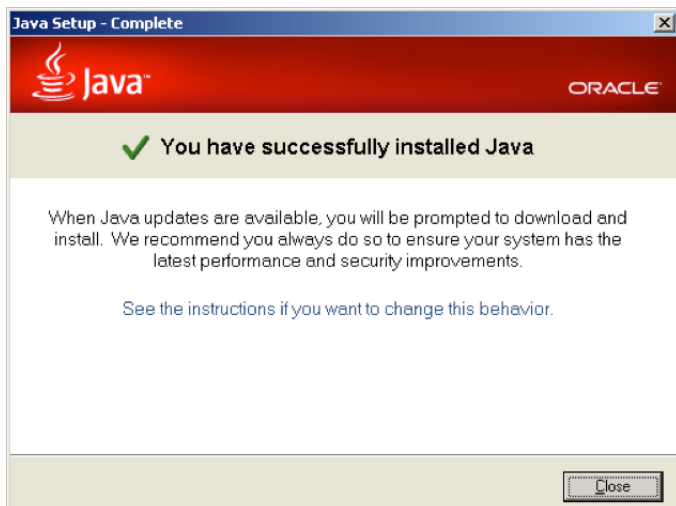 Java Setup - Complete
Java™
ORACLE
You have successfully installed Java
When Java updates are available, you will be prompted to download and
install. We recommend you always do so to ensure your system has the
latest performance and security improvements.
See the instructions if you want to change this behavior.
Close